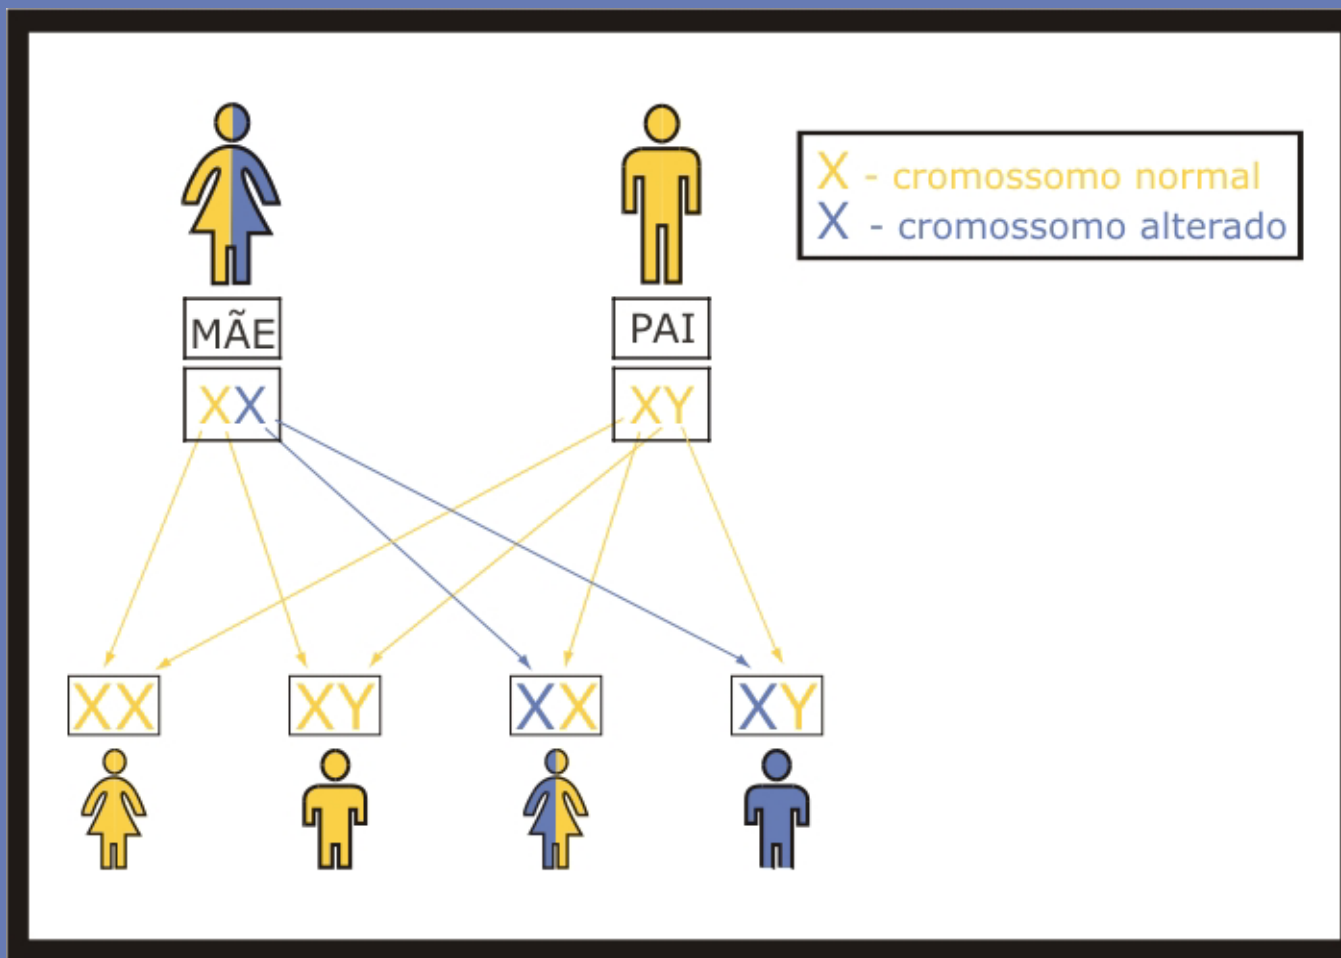 X - cromossomo normal
X - cromossomo alterado
MÃE
PAI
XX
XY
XX
XY
XX
XY